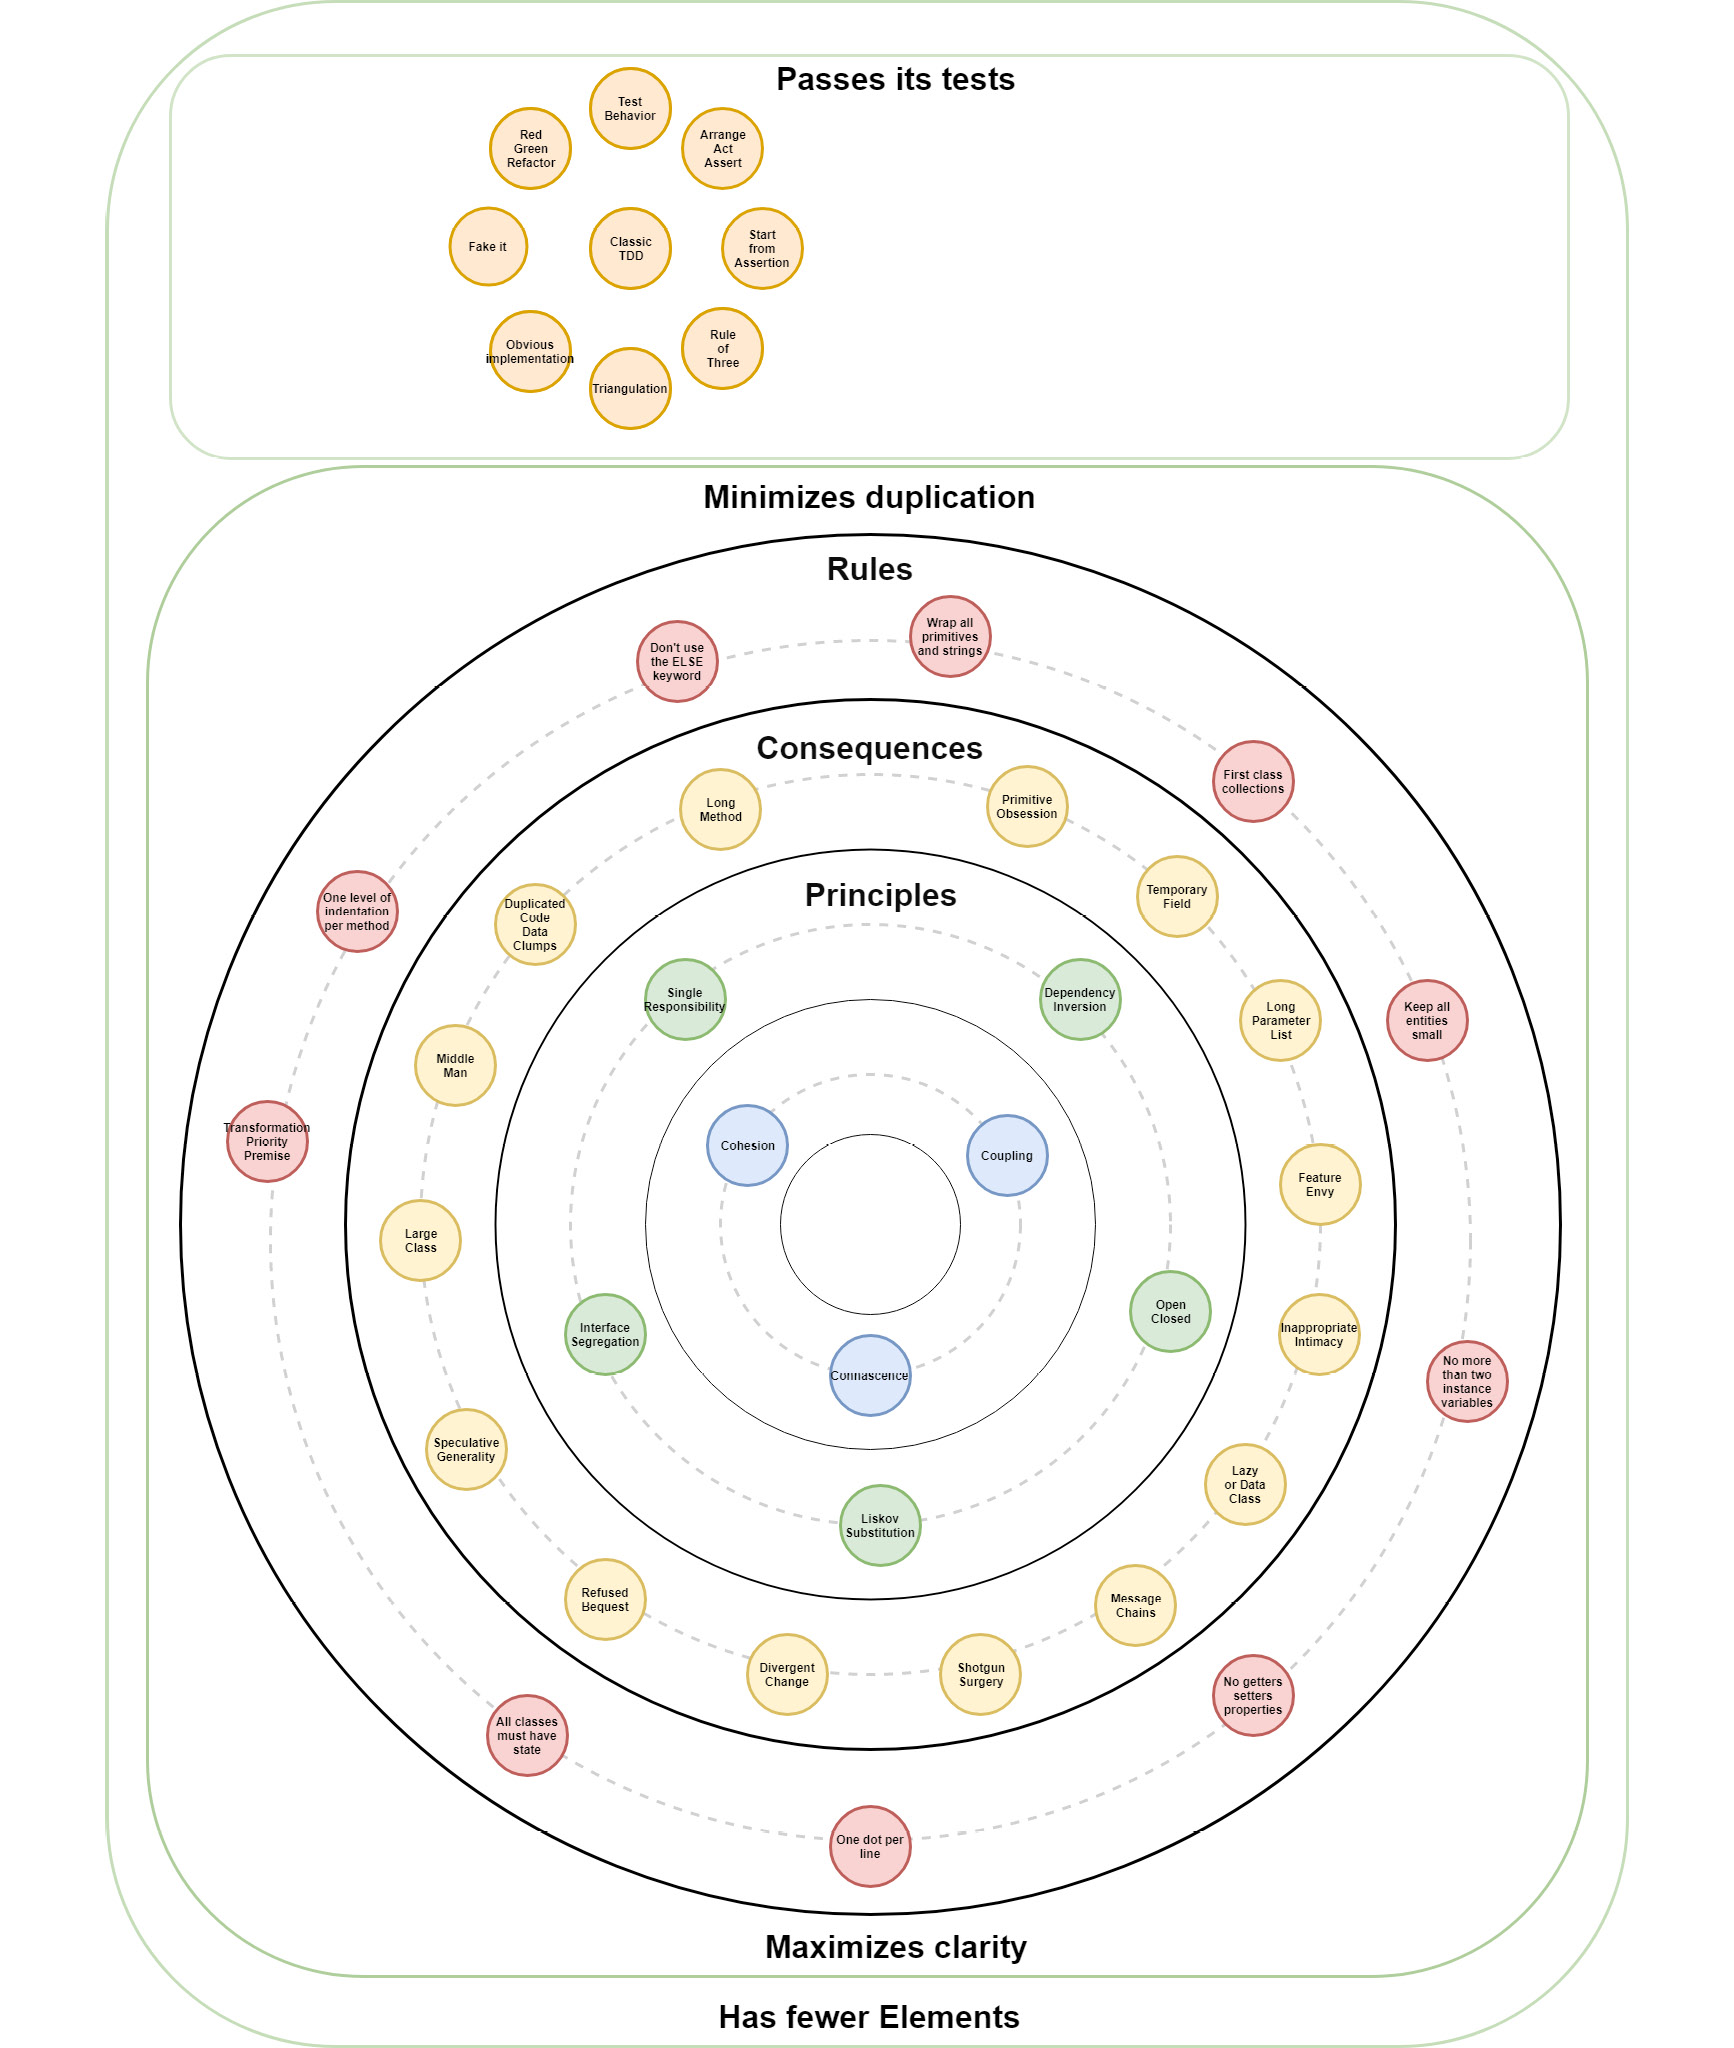 Passes its tests
Test
Behavior
Red
Green
Refactor
Arrange
Act
Assert
Fake it
Classic
TDD
Start
from
Assertion
Obvious
implementation
Rule
of
Three
Triangulation
Minimizes duplication
Rules
Don't use
the ELSE
keyword
Wrap all
primitives
and strings
First class
collections
One level of
indentation
per method
Keep all
entities
small
Transformation
Priority
Premise
No more
than two
instance
variables
All classes
must have
state
No getters
setters
properties
One dot per
line
Consequences
Long
Method
Primitive
Obsession
Duplicated
Code
Data
Clumps
Temporary
Field
Middle
Man
Long
Parameter
List
Large
Class
Feature
Envy
Inappropriate
Intimacy
Speculative
Generality
Lazy
or Data
Class
Refused
Bequest
Message
Chains
Divergent
Change
Shotgun
Surgery
Principles
Single
Responsibility
Dependency
Inversion
Interface
Segregation
Open
Closed
Liskov
Substitution
Cohesion
Coupling
Connascence
Maximizes clarity
Has fewer Elements